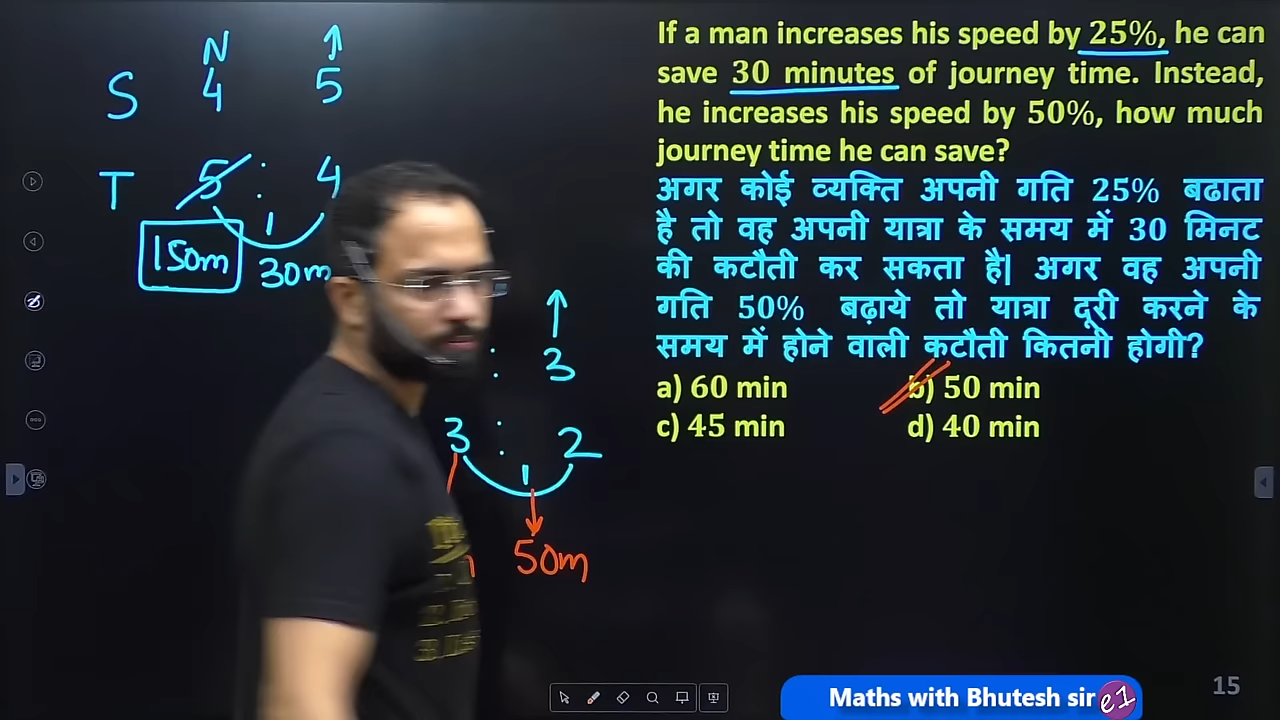 N ↑
S 4 5
T 5 : 4
1
150m 30m
↑
: 3
3 : 2
1
50m
If a man increases his speed by 25%, he can
save 30 minutes of journey time. Instead,
he increases his speed by 50%, how much
journey time he can save?
अगर कोई व्यक्ति अपनी गति 25% बढाता
है तो वह अपनी यात्रा के समय में 30 मिनट
की कटौती कर सकता है| अगर वह अपनी
गति 50% बढ़ाये तो यात्रा दूरी करने के
समय में होने वाली कटौती कितनी होगी?
a) 60 min b) 50 min
c) 45 min d) 40 min
Maths with Bhutesh sir
15